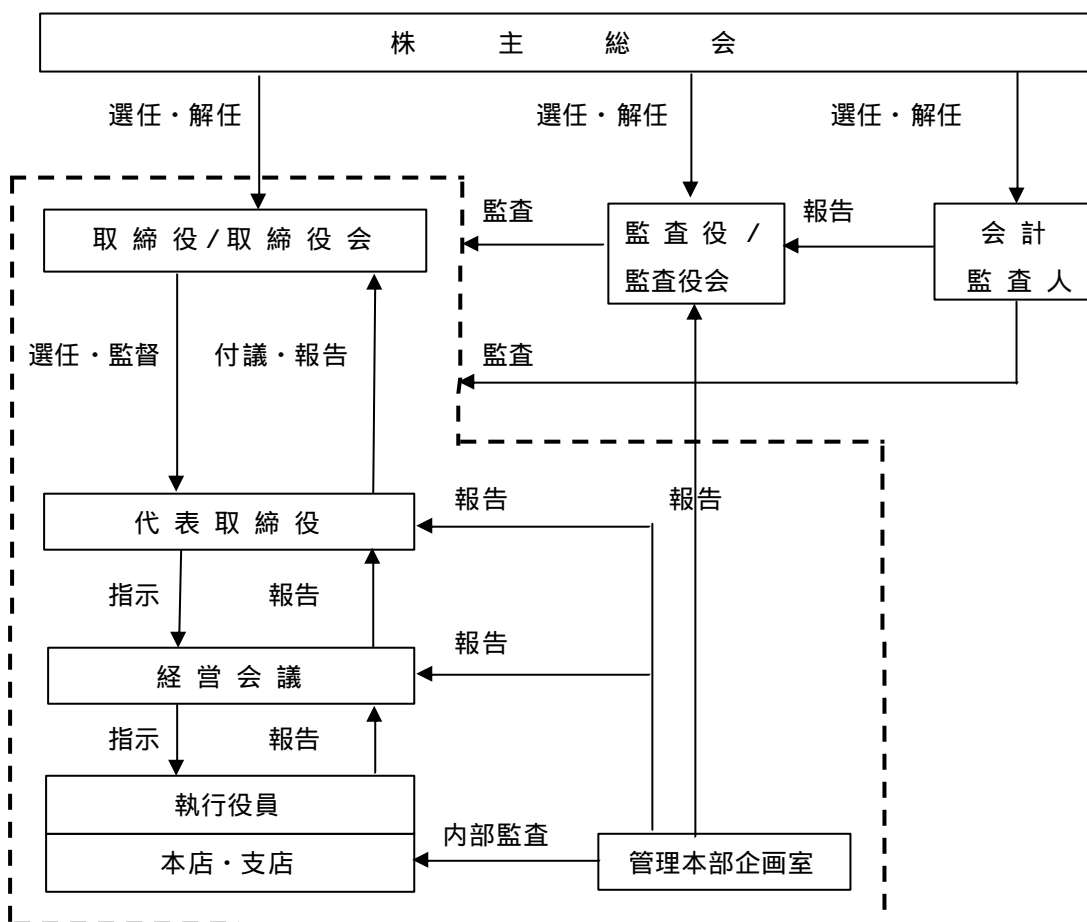 株主総会
選任・解任
選任・解任
選任・解任
取締役/取締役会
監査
監査役/
監査役会
報告
会計
監査人
選任・監督
付議・報告
監査
代表取締役
報告
報告
指示
報告
経営会議
報告
指示
報告
執行役員
本店・支店
内部監査
管理本部企画室